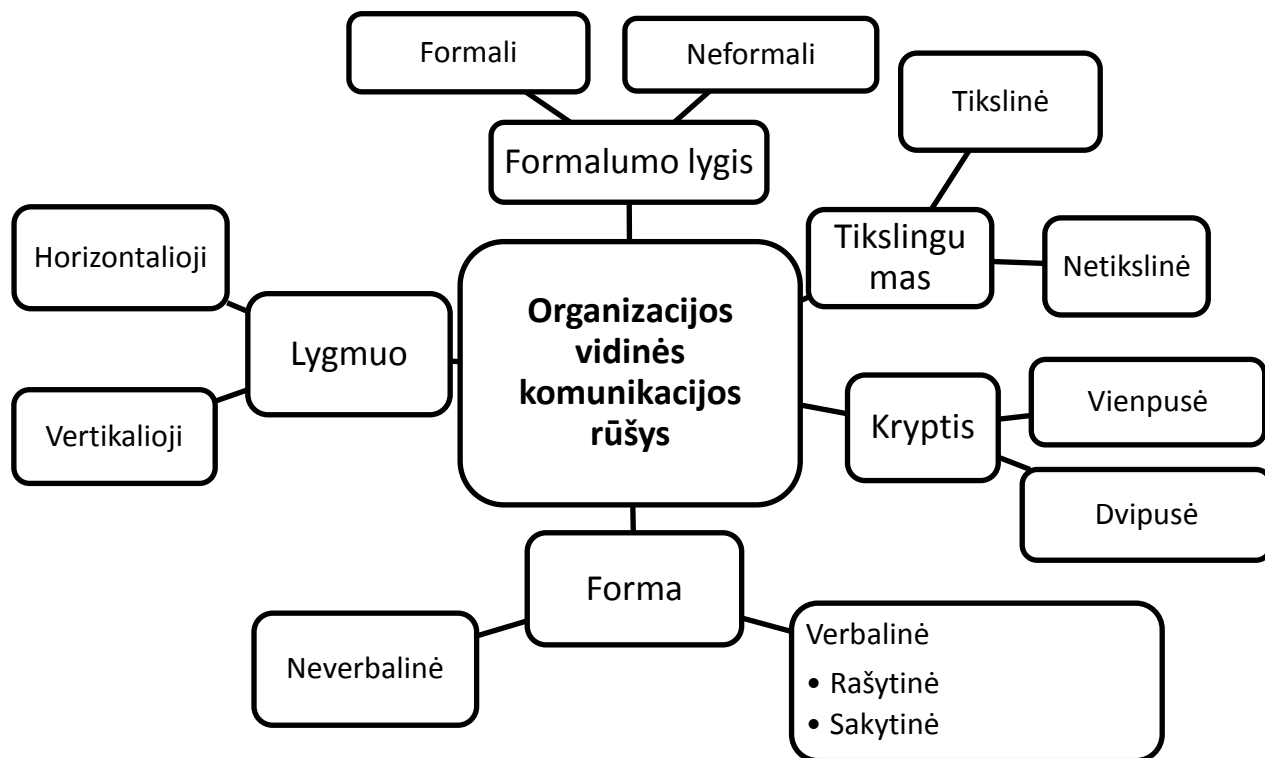 Formali
Neformali
Tikslinė
Formalumo lygis
Horizontalioji
Tikslingu
mas
Netikslinė
Organizacijos
vidinės
komunikacijos
rūšys
Lygmuo
Vertikalioji
Kryptis
Vienpusė
Dvipusė
Forma
Neverbalinė
Verbalinė
• Rašytinė
• Sakytinė